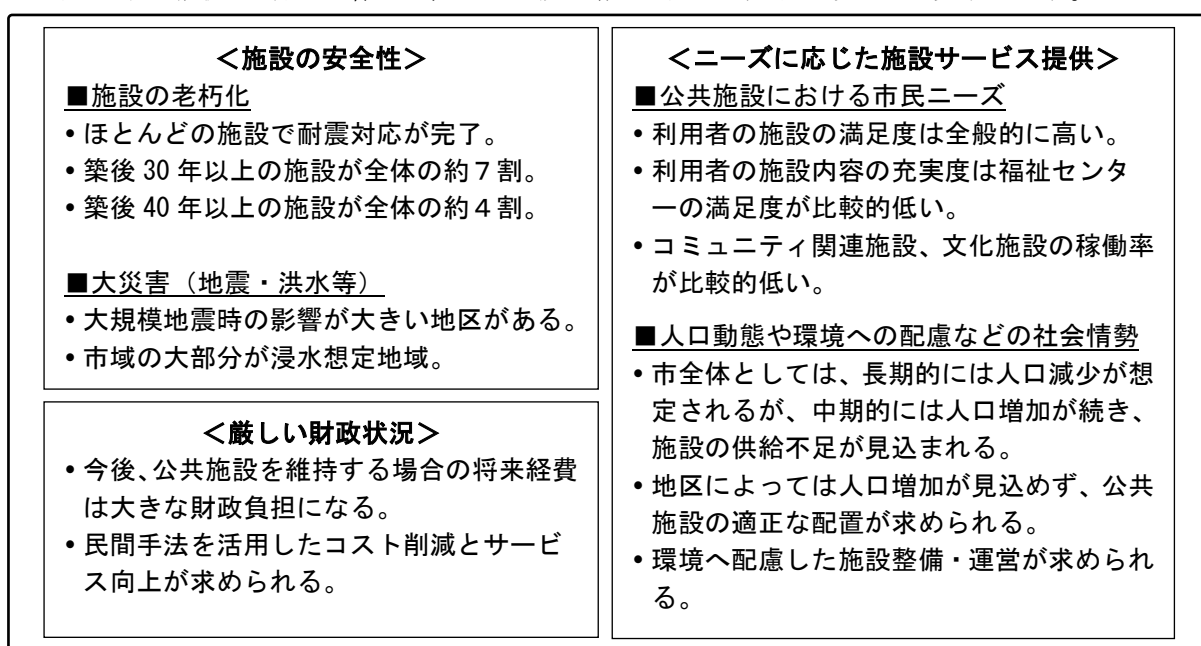 ＜施設の安全性＞
■施設の老朽化
•ほとんどの施設で耐震対応が完了。
•築後 30 年以上の施設が全体の約７割。
•築後 40 年以上の施設が全体の約４割。
■大災害（地震・洪水等）
•大規模地震時の影響が大きい地区がある。
•市域の大部分が浸水想定地域。
＜厳しい財政状況＞
•今後、公共施設を維持する場合の将来経費
は大きな財政負担になる。
•民間手法を活用したコスト削減とサービ
ス向上が求められる。
＜ニーズに応じた施設サービス提供＞
■公共施設における市民ニーズ
•利用者の施設の満足度は全般的に高い。
•利用者の施設内容の充実度は福祉センタ
ーの満足度が比較的低い。
•コミュニティ関連施設、文化施設の稼働率
が比較的低い。
■人口動態や環境への配慮などの社会情勢
•市全体としては、長期的には人口減少が想
定されるが、中期的には人口増加が続き、
施設の供給不足が見込まれる。
•地区によっては人口増加が見込めず、公共
施設の適正な配置が求められる。
•環境へ配慮した施設整備・運営が求められ
る。